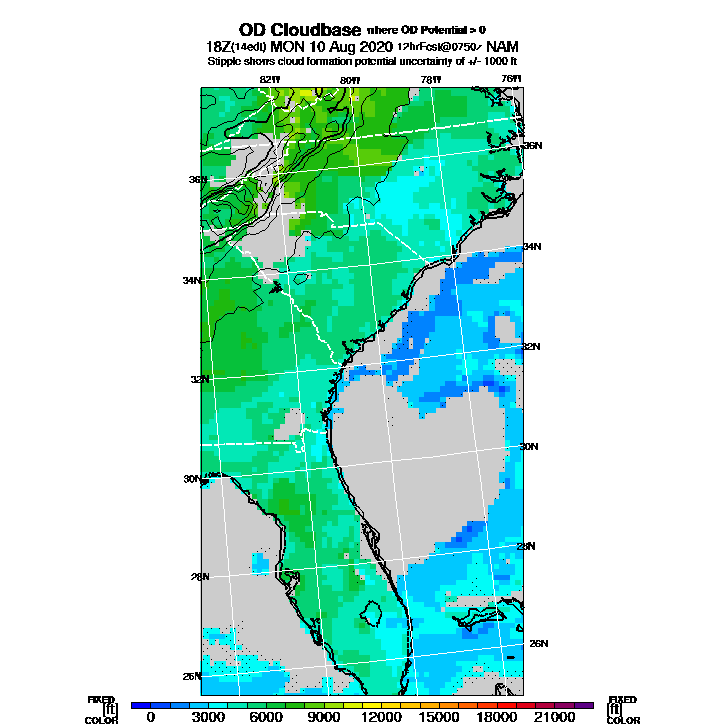 OD Cloudbase where OD Potential > 0
18Z(14edt) MON 10 Aug 2020 12hrFcst@0750z NAM
Stipple shows cloud formation potential uncertainty of +/- 1000 ft
82W 80W 78W 76W
36N
36N
34N
34N
32N
32N
30N
30N
28N
28N
26N
26N
FIXED FIXED
[ft] 0 3000 6000 9000 12000 15000 18000 21000 [ft]
COLOR COLOR